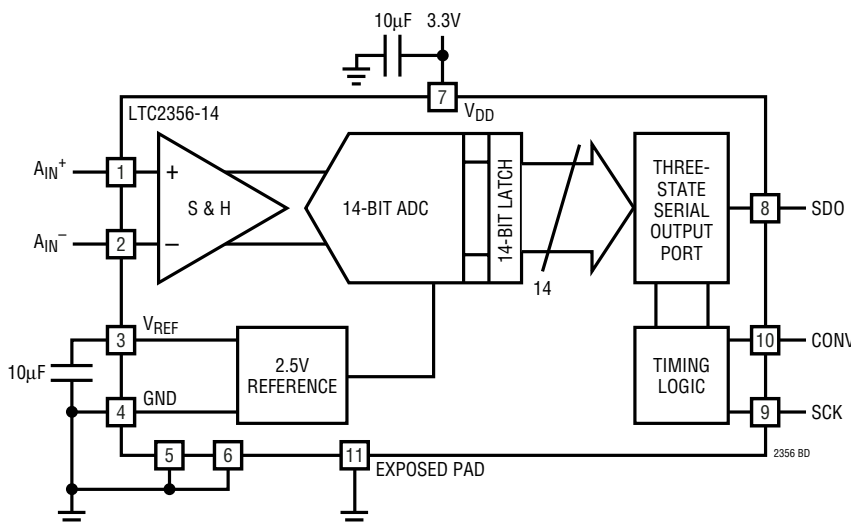 10µF 3.3V
7
LTC2356-14
VDD
AIN+
1
+
S & H
14-BIT ADC
14-BIT LATCH
THREE-
STATE
SERIAL
OUTPUT
PORT
8
SDO
AIN–
2
–
14
3
VREF
10µF
2.5V
REFERENCE
TIMING
LOGIC
10
CONV
4
GND
9
SCK
5
6
11
EXPOSED PAD
2356 BD